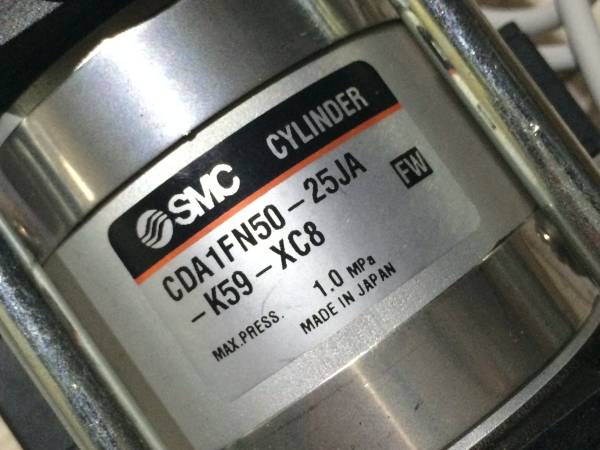 SMC CYLINDER
CDA1FN50-25JA
-K59-XC8
FW
MAX.PRESS. 1.0 MPa
MADE IN JAPAN